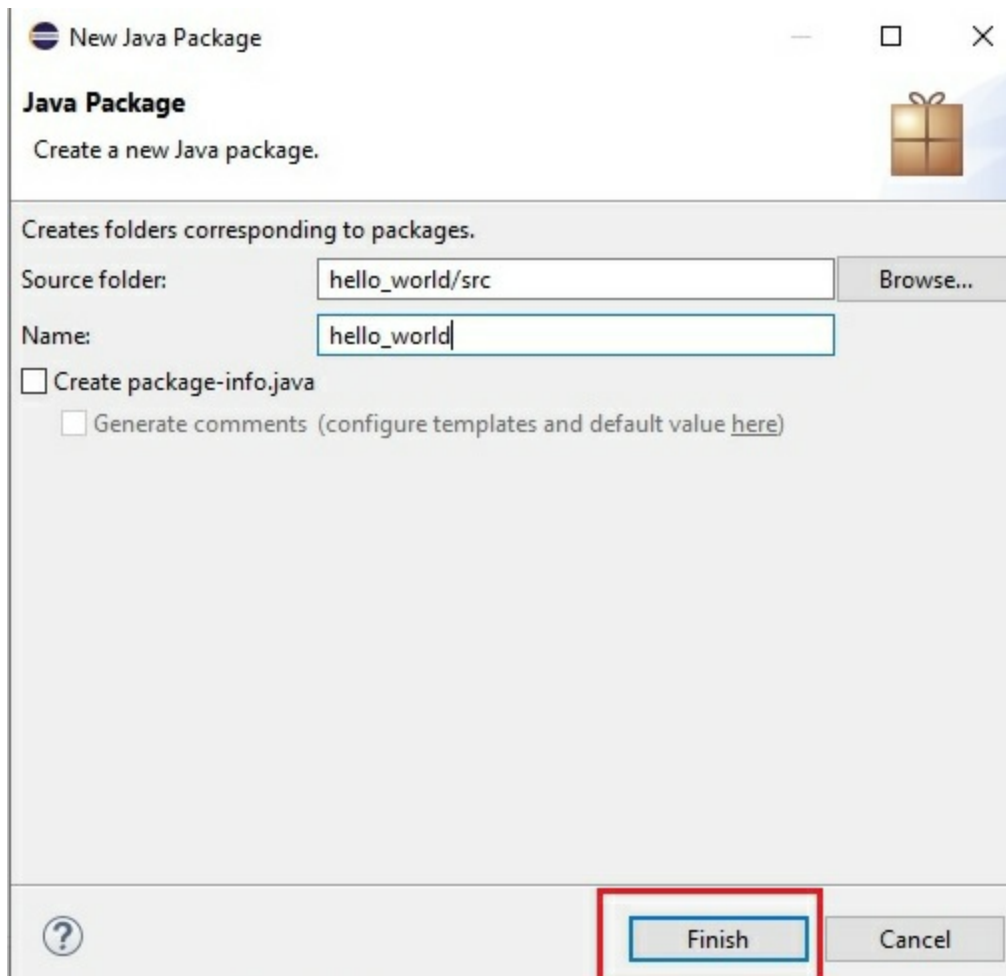 New Java Package
Java Package
Create a new Java package.
Creates folders corresponding to packages.
Source folder: hello_world/src Browse...
Name: hello_world
Create package-info.java
Generate comments (configure templates and default value here)
? Finish Cancel